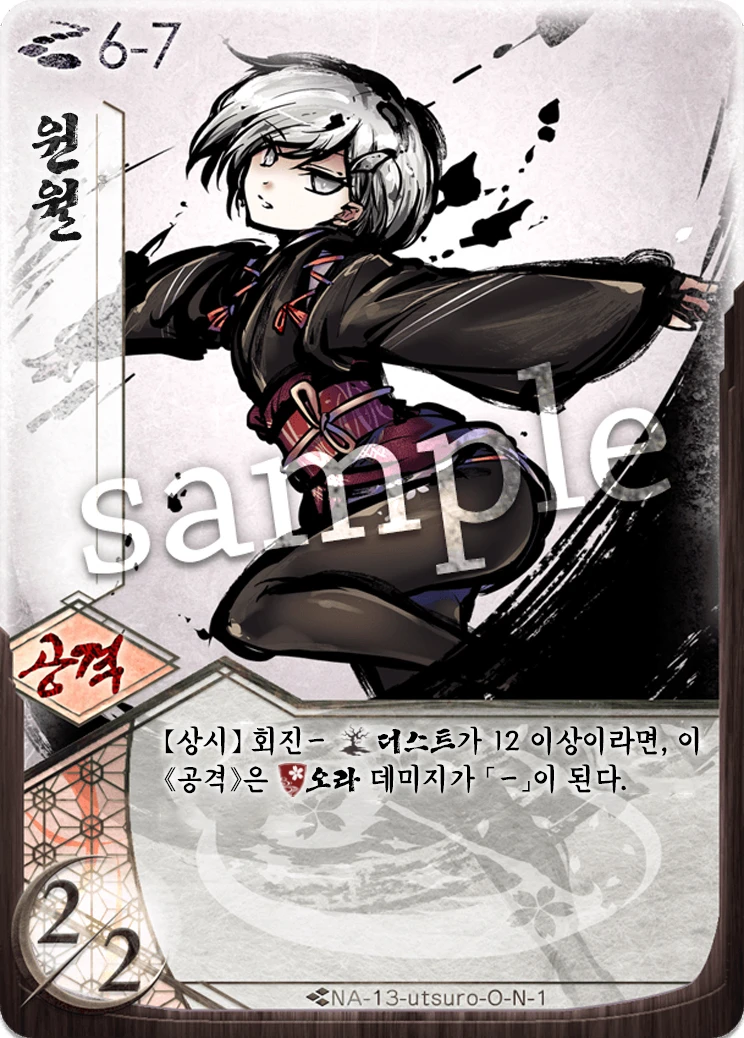 6-7
원월
sample
공격
【상시】회진- 더스트가 12 이상이라면, 이
《공격》은 오라 데미지가 「-」이 된다.
2/2
NA-13-utsuro-O-N-1